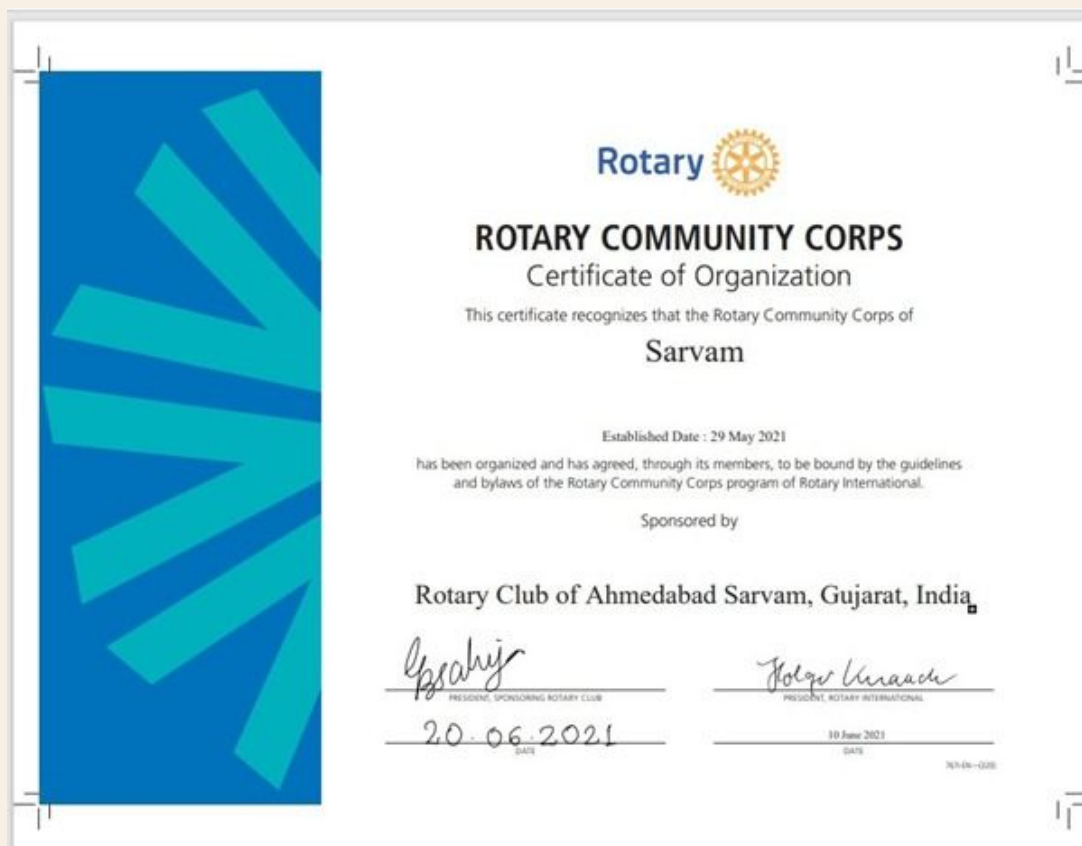 Rotary
ROTARY COMMUNITY CORPS
Certificate of Organization
This certificate recognizes that the Rotary Community Corps of
Sarvam
Established Date : 29 May 2021
has been organized and has agreed, through its members, to be bound by the guidelines
and bylaws of the Rotary Community Corps program of Rotary International.
Sponsored by
Rotary Club of Ahmedabad Sarvam, Gujarat, India
Holger Knaack
PRESIDENT, SPONSORING ROTARY CLUB
PRESIDENT, ROTARY INTERNATIONAL
20.06.2021
10 June 2021
DATE
DATE